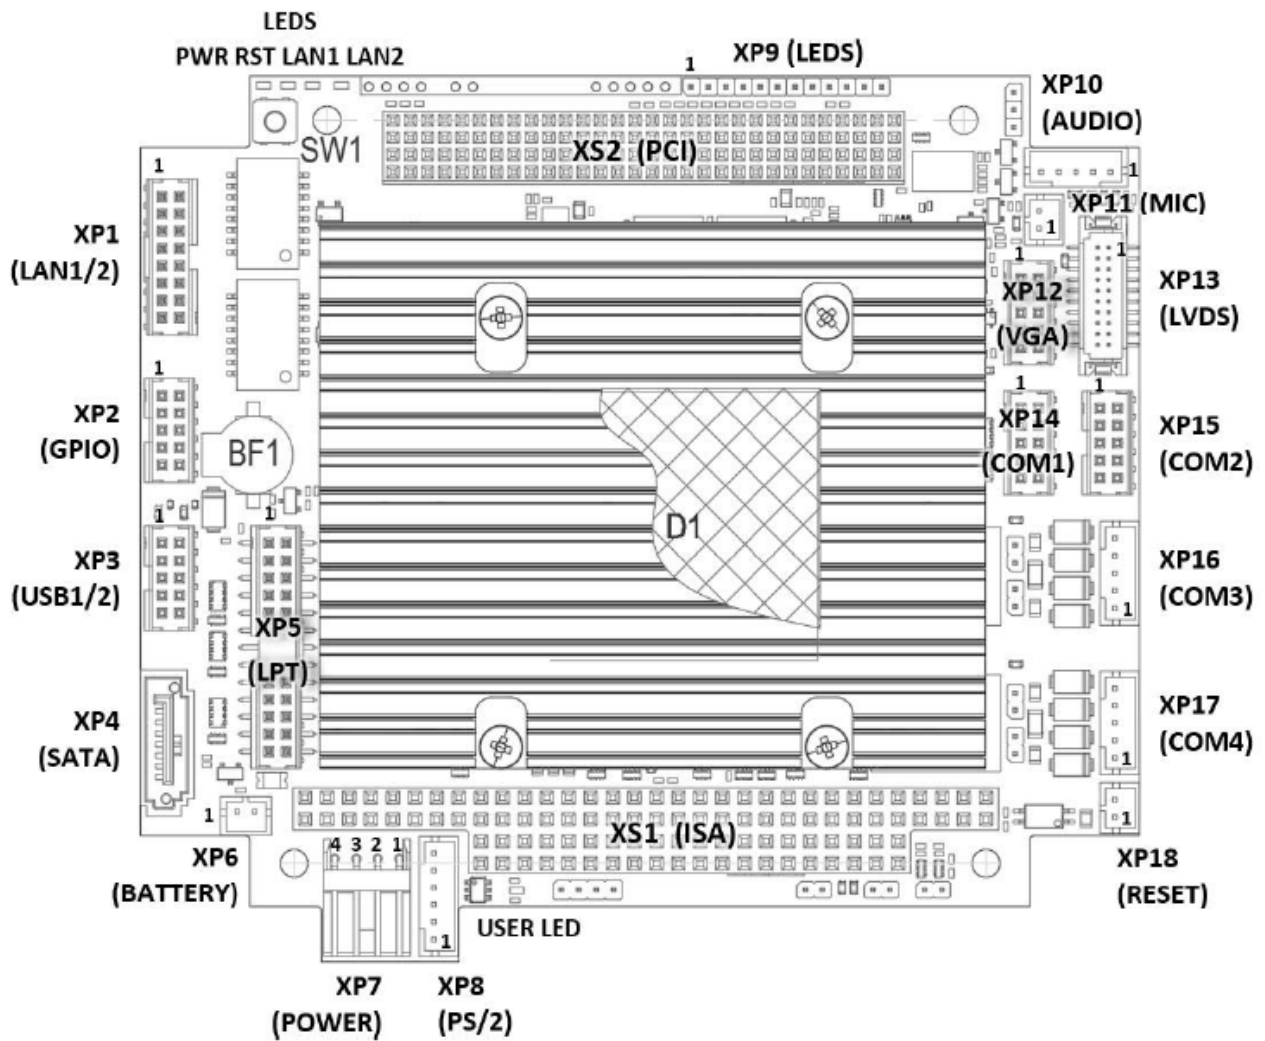 LEDS
PWR RST LAN1 LAN2
1
XP9 (LEDS)
XP10
(AUDIO)
SW1
XS2 (PCI)
1
1
XP11 (MIC)
1
XP1
(LAN1/2)
1
1
XP12
(VGA)
XP13
(LVDS)
1
1
1
XP2
(GPIO)
BF1
XP14
(COM1)
XP15
(COM2)
1
1
D1
XP3
(USB1/2)
XP5
(LPT)
XP16
(COM3)
1
XP4
(SATA)
XP17
(COM4)
1
1
XS1 (ISA)
1
4 3 2 1
XP6
(BATTERY)
XP18
(RESET)
1
USER LED
XP7
(POWER)
XP8
(PS/2)